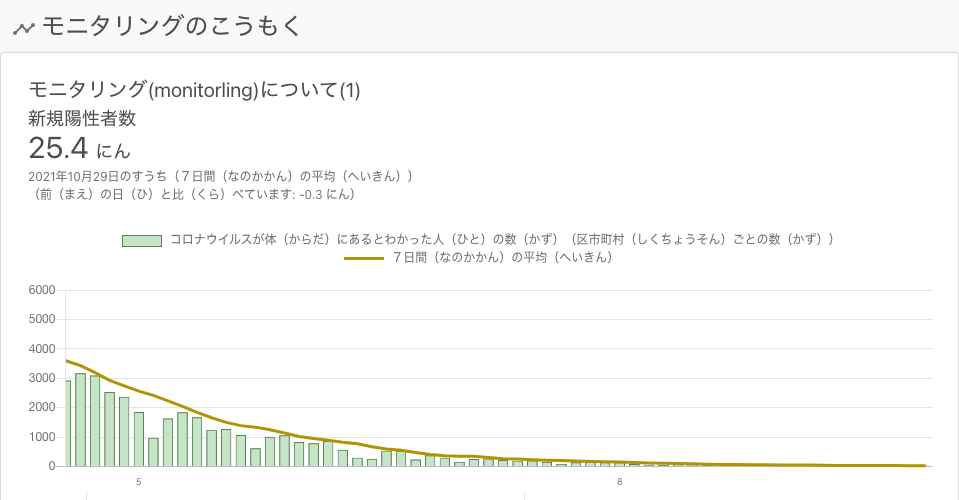 モニタリングのこうもく
モニタリング(monitorling)について(1)
新規陽性者数
25.4 にん
2021年10月29日のすうち（７日間（なのかかん）の平均（へいきん））
（前（まえ）の日（ひ）と比（くら）べています: -0.3 にん）
コロナウイルスが体（からだ）にあるとわかった人（ひと）の数（かず）（区市町村（しくちょうそん）ごとの数（かず））
７日間（なのかかん）の平均（へいきん）
6000
5000
4000
3000
2000
1000
0
5 8